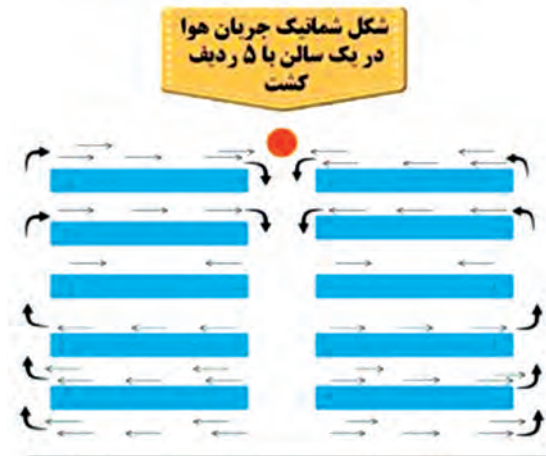 شکل شماتیک جریان هوا
در یک سالن با ۵ ردیف
کشت